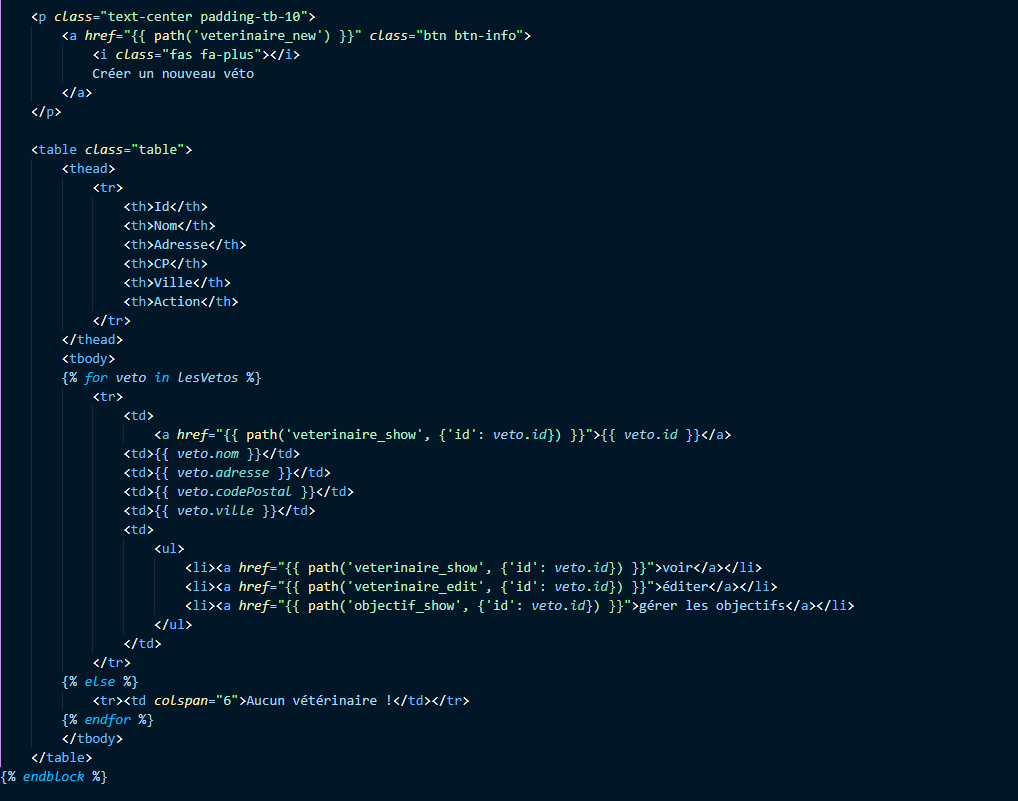 <p class="text-center padding-tb-10">
<a href="{{ path('veterinaire_new') }}" class="btn btn-info">
<i class="fas fa-plus"></i>
Créer un nouveau véto
</a>
</p>
<table class="table">
<thead>
<tr>
<th>Id</th>
<th>Nom</th>
<th>Adresse</th>
<th>CP</th>
<th>Ville</th>
<th>Action</th>
</tr>
</thead>
<tbody>
{% for veto in lesVetos %}
<tr>
<td>
<a href="{{ path('veterinaire_show', {'id': veto.id}) }}">{{ veto.id }}</a>
<td>{{ veto.nom }}</td>
<td>{{ veto.adresse }}</td>
<td>{{ veto.codePostal }}</td>
<td>{{ veto.ville }}</td>
<td>
<ul>
<li><a href="{{ path('veterinaire_show', {'id': veto.id}) }}">voir</a></li>
<li><a href="{{ path('veterinaire_edit', {'id': veto.id}) }}">éditer</a></li>
<li><a href="{{ path('objectif_show', {'id': veto.id}) }}">gérer les objectifs</a></li>
</ul>
</td>
</tr>
{% else %}
<tr><td colspan="6">Aucun vétérinaire !</td></tr>
{% endfor %}
</tbody>
</table>
{% endblock %}